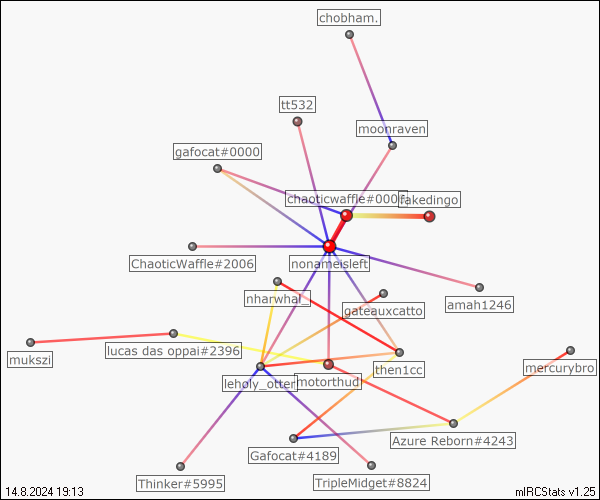 chobham.
tt532
moonraven
gafocat#0000
chaoticwaffle#000
fakedingo
ChaoticWaffle#2006
nonameisleft
nharwhal_
gateauxcatto
amah1246
mukszi
lucas das oppai#2396
leholy_otter
motorthud
then1cc
mercurybro
Azure Reborn#4243
Gafocat#4189
Thinker#5995
TripleMidget#8824
14.8.2024 19:13
mIRCStats v1.25